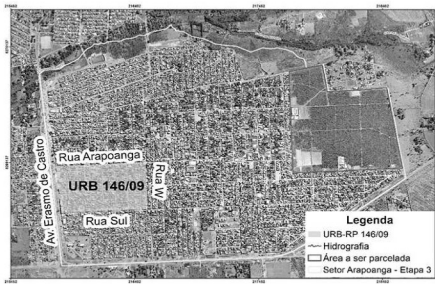 Av. Erasmo de Castro
Rua Arapoanga
Rua W
URB 146/09
Rua Sul
Legenda
URB-RP 146/09
Hidrografia
Área a ser parcelada
Setor Arapoanga - Etapa 3